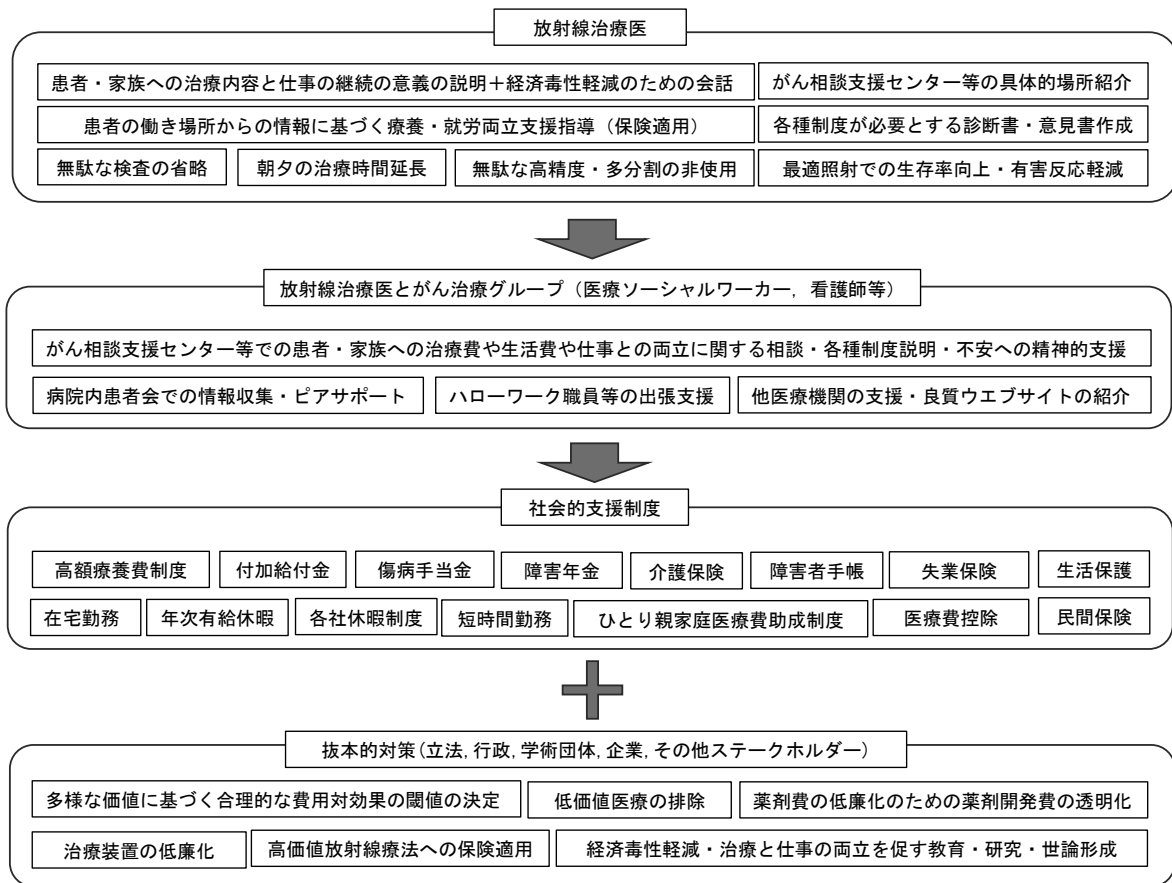 放射線治療医
患者・家族への治療内容と仕事の継続の意義の説明＋経済毒性軽減のための会話
がん相談支援センター等の具体的場所紹介
患者の働き場所からの情報に基づく療養・就労両立支援指導（保険適用）
各種制度が必要とする診断書・意見書作成
無駄な検査の省略
朝夕の治療時間延長
無駄な高精度・多分割の非使用
最適照射での生存率向上・有害反応軽減
放射線治療医とがん治療グループ（医療ソーシャルワーカー，看護師等）
がん相談支援センター等での患者・家族への治療費や生活費や仕事との両立に関する相談・各種制度説明・不安への精神的支援
病院内患者会での情報収集・ピアサポート
ハローワーク職員等の出張支援
他医療機関の支援・良質ウエブサイトの紹介
社会的支援制度
高額療養費制度
付加給付金
傷病手当金
障害年金
介護保険
障害者手帳
失業保険
生活保護
在宅勤務
年次有給休暇
各社休暇制度
短時間勤務
ひとり親家庭医療費助成制度
医療費控除
民間保険
抜本的対策(立法，行政，学術団体，企業，その他ステークホルダー)
多様な価値に基づく合理的な費用対効果の閾値の決定
低価値医療の排除
薬剤費の低廉化のための薬剤開発費の透明化
治療装置の低廉化
高価値放射線療法への保険適用
経済毒性軽減・治療と仕事の両立を促す教育・研究・世論形成